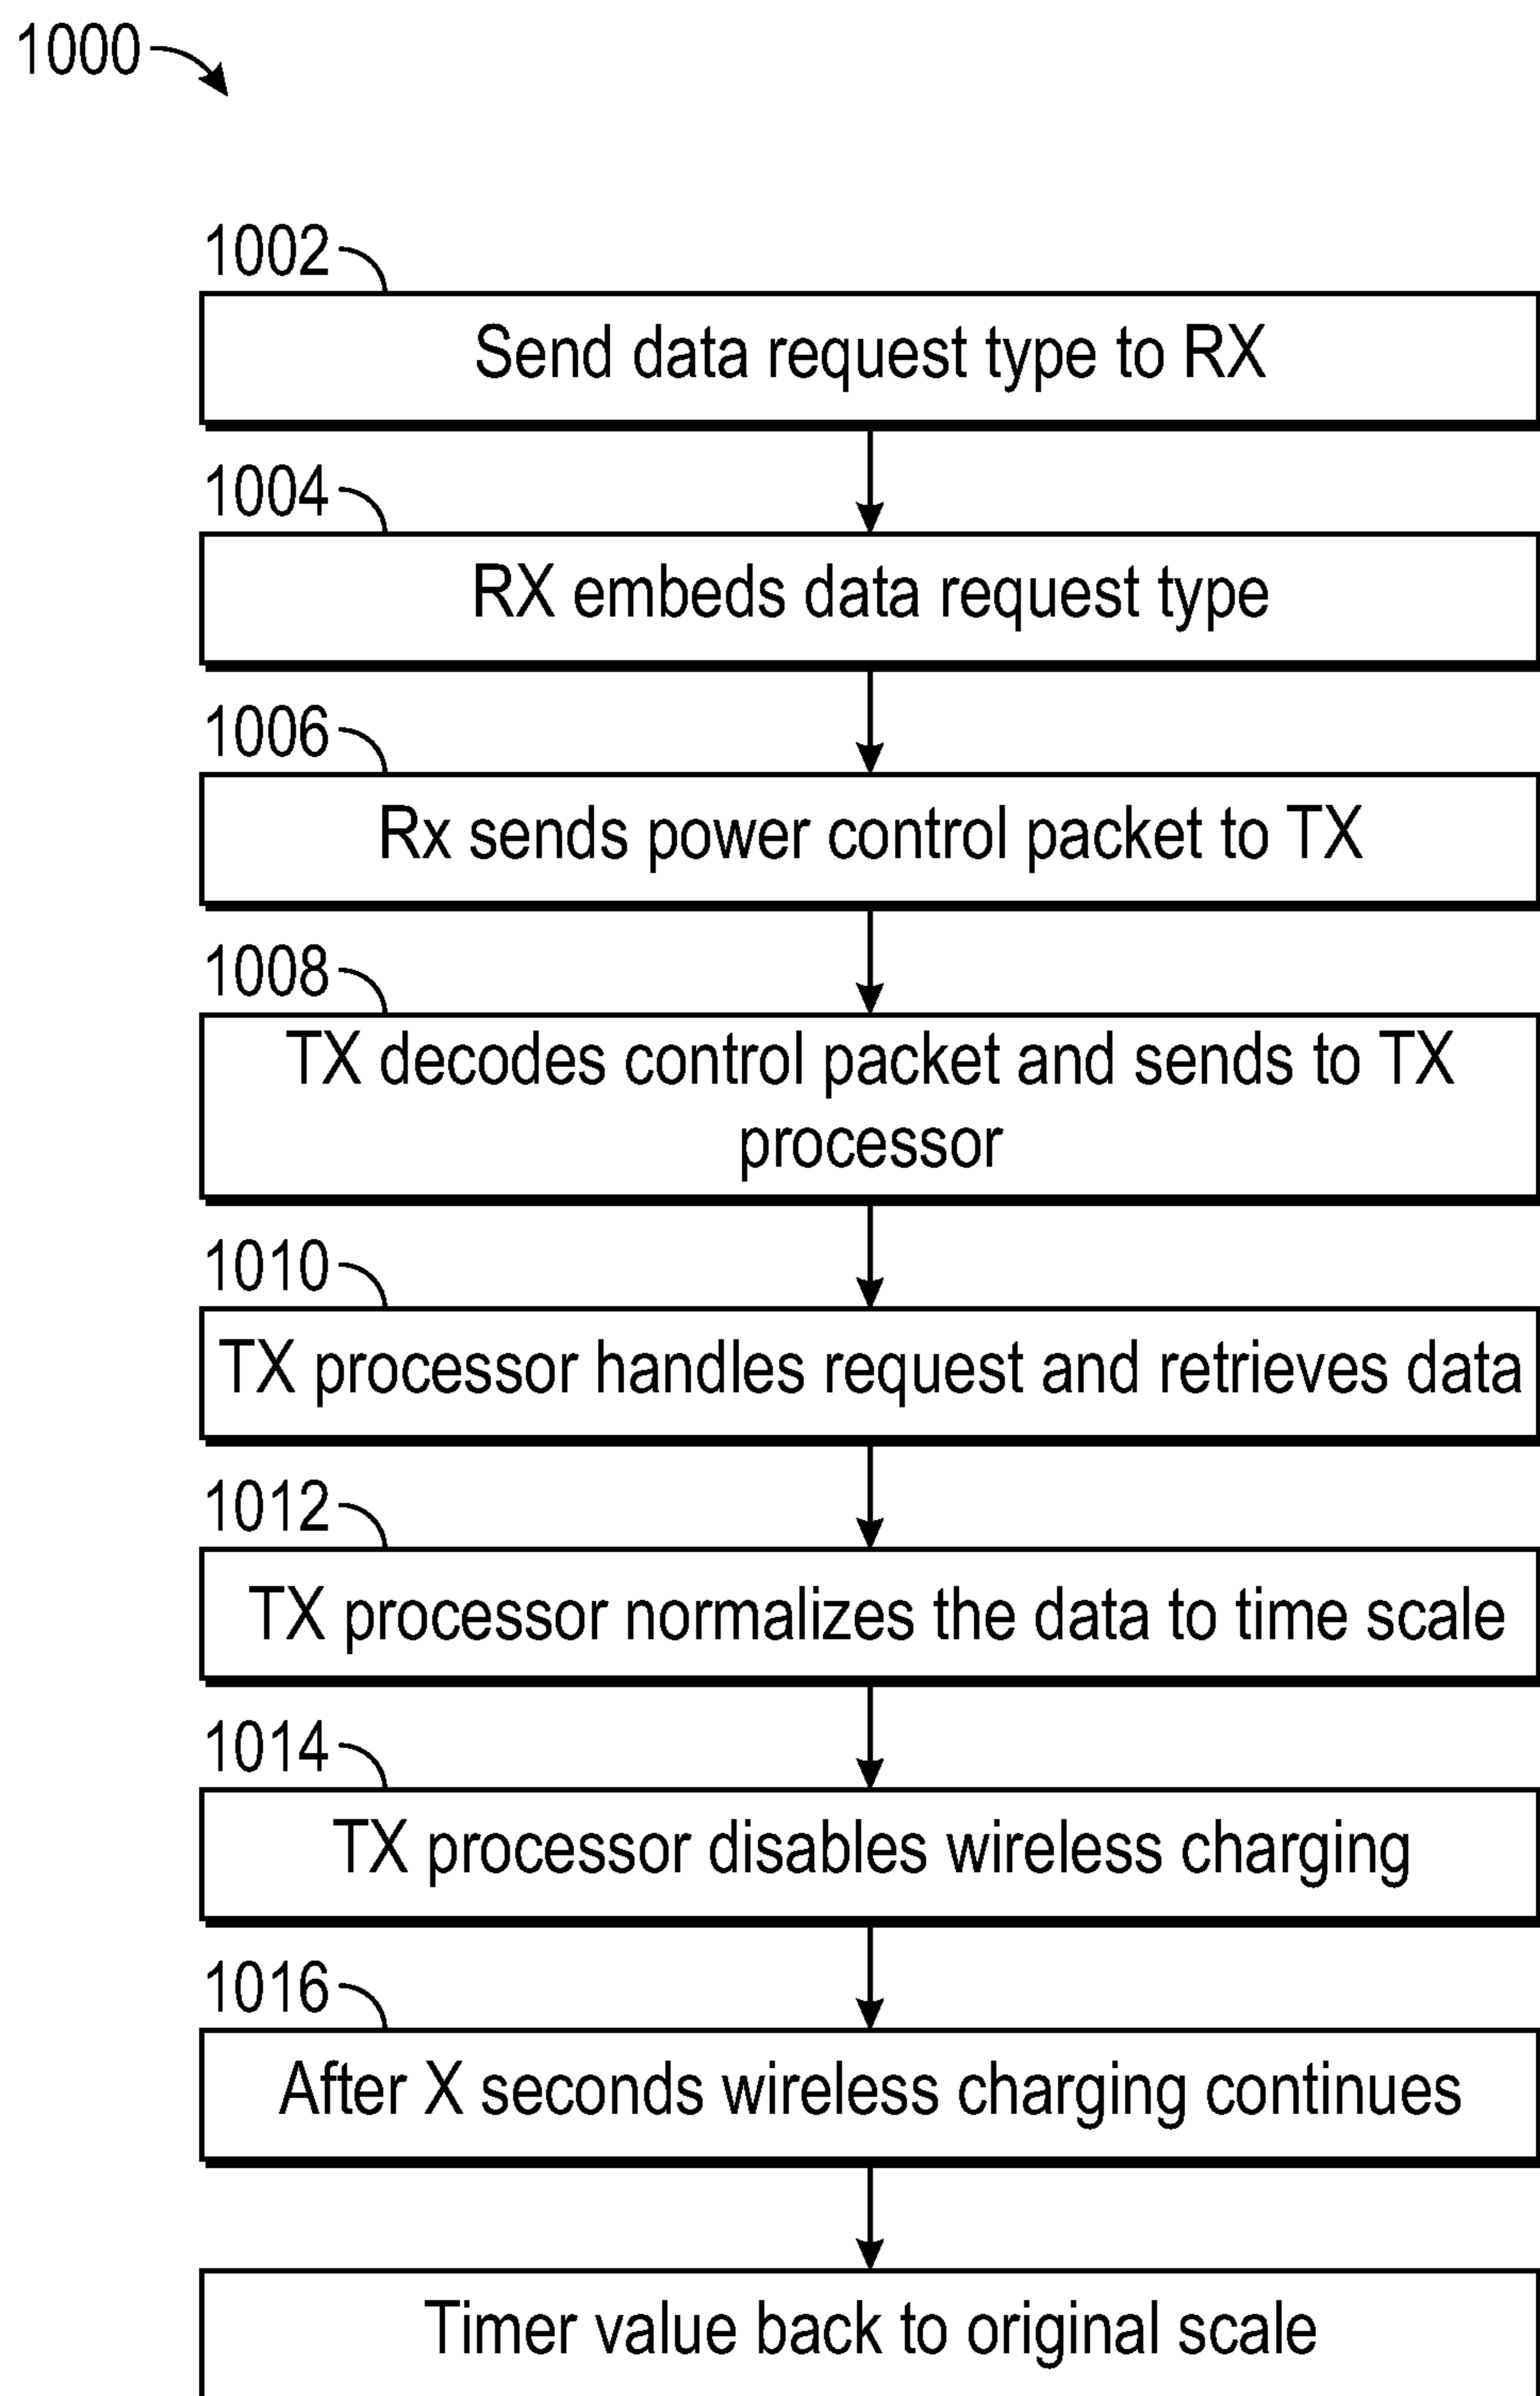 1000
1002
Send data request type to RX
1004
RX embeds data request type
1006
Rx sends power control packet to TX
1008
TX decodes control packet and sends to TX
processor
1010
TX processor handles request and retrieves data
1012
TX processor normalizes the data to time scale
1014
TX processor disables wireless charging
1016
After X seconds wireless charging continues
Timer value back to original scale